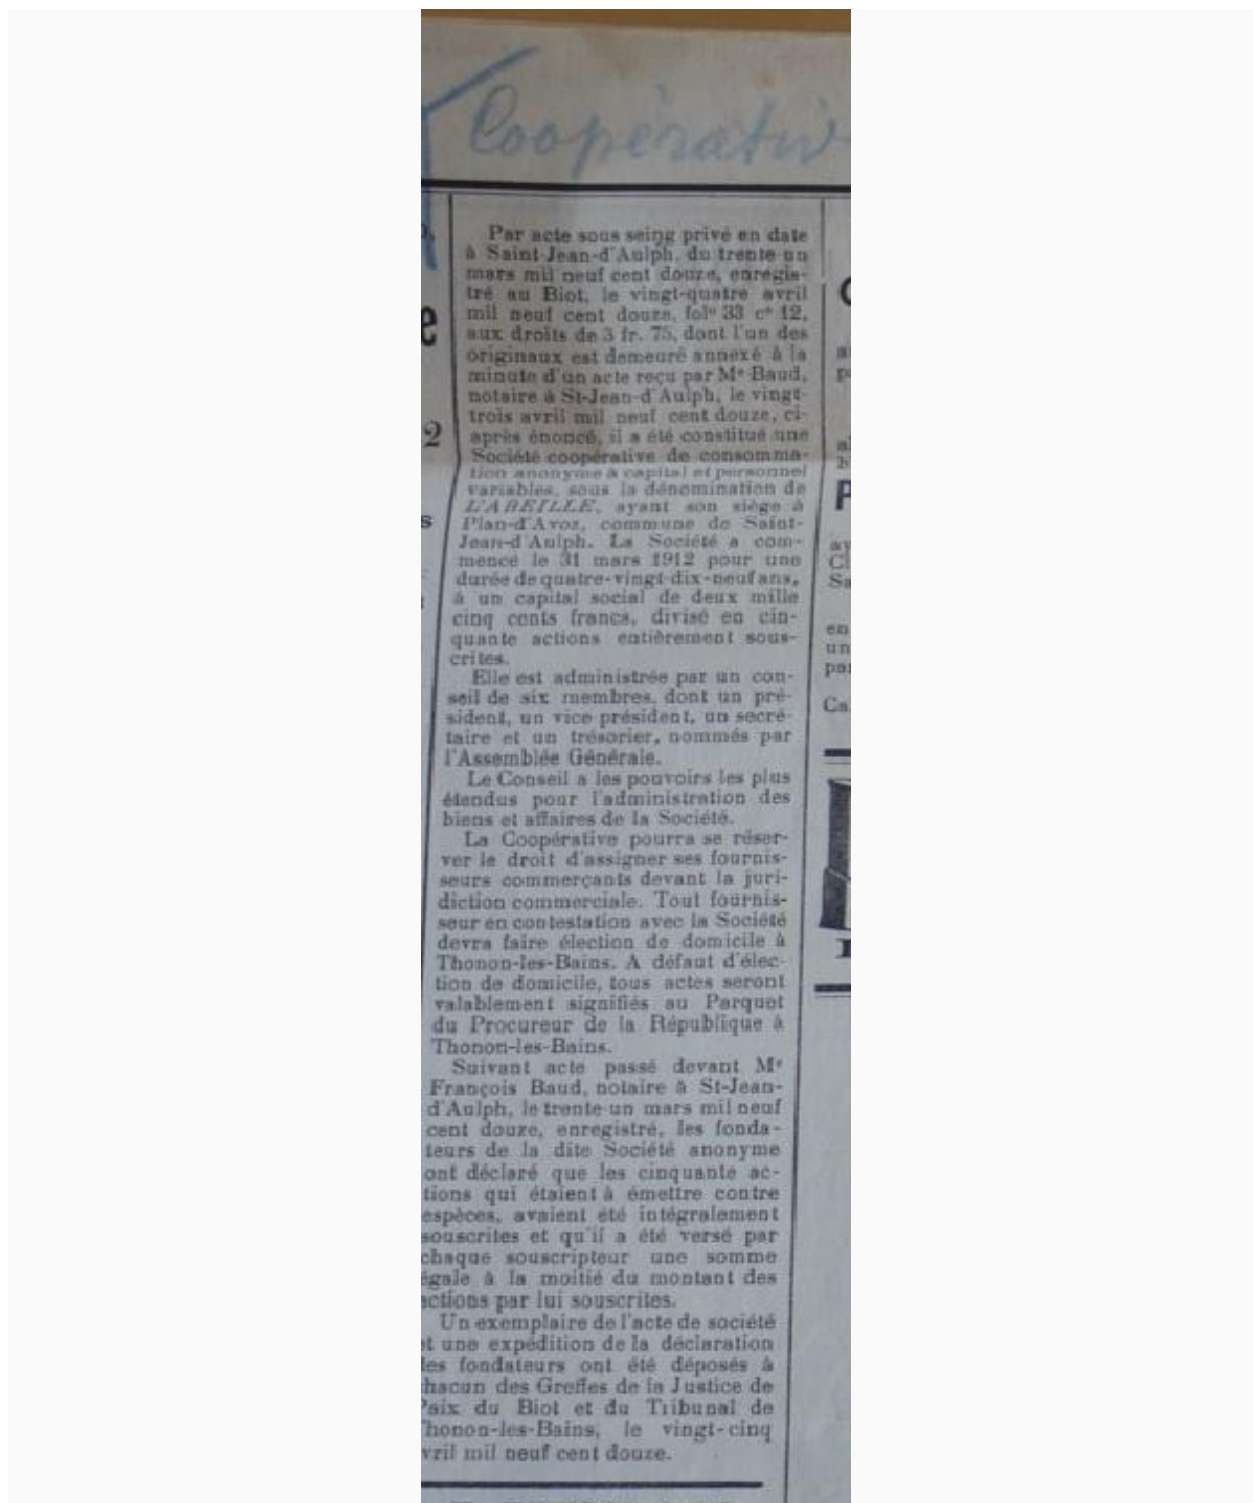 Coopérativ
Par acte sous seing privé en date
à Saint-Jean-d'Aulph, du trente-un
mars mil neuf cent douze, enregis-
tré au Biot, le vingt-quatre avril
mil neuf cent douze, fol° 33 c° 12,
aux droits de 3 fr. 75, dont l'un des
originaux est demeuré annexé à la
minute d'un acte reçu par Me Baud,
notaire à St-Jean-d'Aulph, le vingt-
trois avril mil neuf cent douze, ci-
après énoncé, il a été constitué une
Société coopérative de consomma-
tion anonyme à capital et personnel
variables, sous la dénomination de
L'ABEILLE, ayant son siège à
Plan-d'Avoz, commune de Saint-
Jean-d'Aulph. La Société a com-
mencé le 31 mars 1912 pour une
durée de quatre-vingt-dix-neuf ans,
à un capital social de deux mille
cinq cents francs, divisé en cin-
quante actions entièrement sous-
crites.
Elle est administrée par un con-
seil de six membres, dont un pré-
sident, un vice président, un secré-
taire et un trésorier, nommés par
l'Assemblée Générale.
Le Conseil a les pouvoirs les plus
étendus pour l'administration des
biens et affaires de la Société.
La Coopérative pourra se réser-
ver le droit d'assigner ses fournis-
seurs commerçants devant la juri-
diction commerciale. Tout fournis-
seur en contestation avec la Société
devra faire élection de domicile à
Thonon-les-Bains. A défaut d'élec-
tion de domicile, tous actes seront
valablement signifiés au Parquet
du Procureur de la République à
Thonon-les-Bains.
Suivant acte passé devant Me
François Baud, notaire à St-Jean-
d'Aulph, le trente-un mars mil neuf
cent douze, enregistré, les fonda-
teurs de la dite Société anonyme
ont déclaré que les cinquante ac-
tions qui étaient à émettre contre
espèces, avaient été intégralement
souscrites et qu'il a été versé par
chaque souscripteur une somme
égale à la moitié du montant des
actions par lui souscrites.
Un exemplaire de l'acte de société
et une expédition de la déclaration
des fondateurs ont été déposés à
chacun des Greffes de la Justice de
Paix du Biot et du Tribunal de
Thonon-les-Bains, le vingt-cinq
avril mil neuf cent douze.